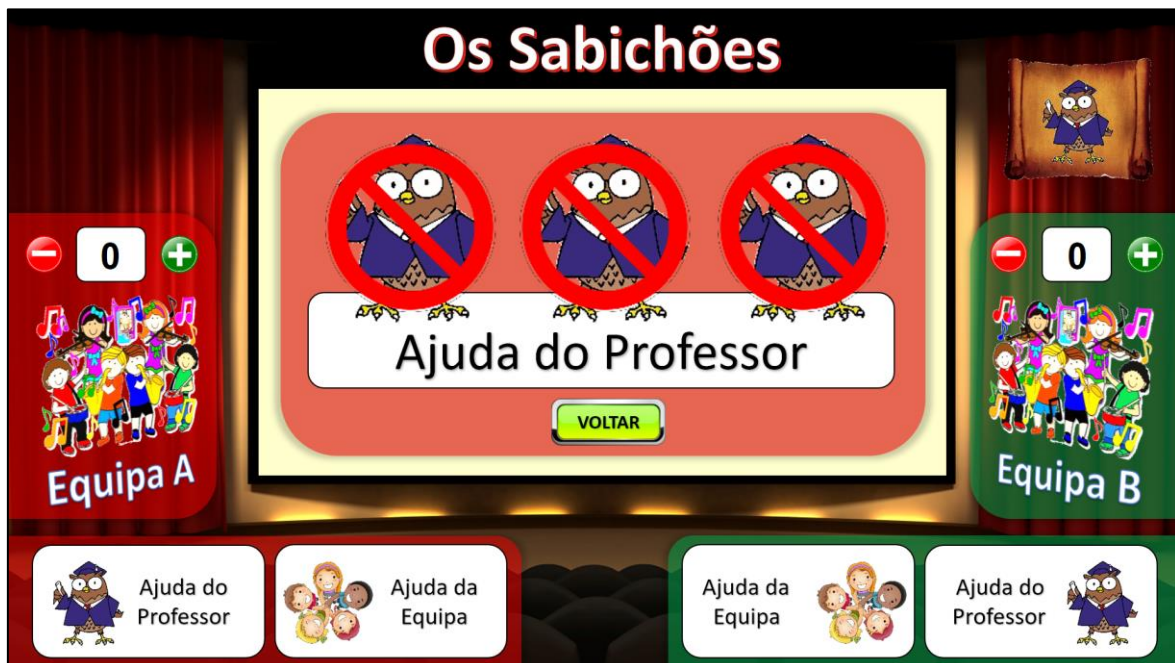 Os Sabichões
0
0
Ajuda do Professor
VOLTAR
Equipa A
Equipa B
Ajuda do
Professor
Ajuda da
Equipa
Ajuda da
Equipa
Ajuda do
Professor